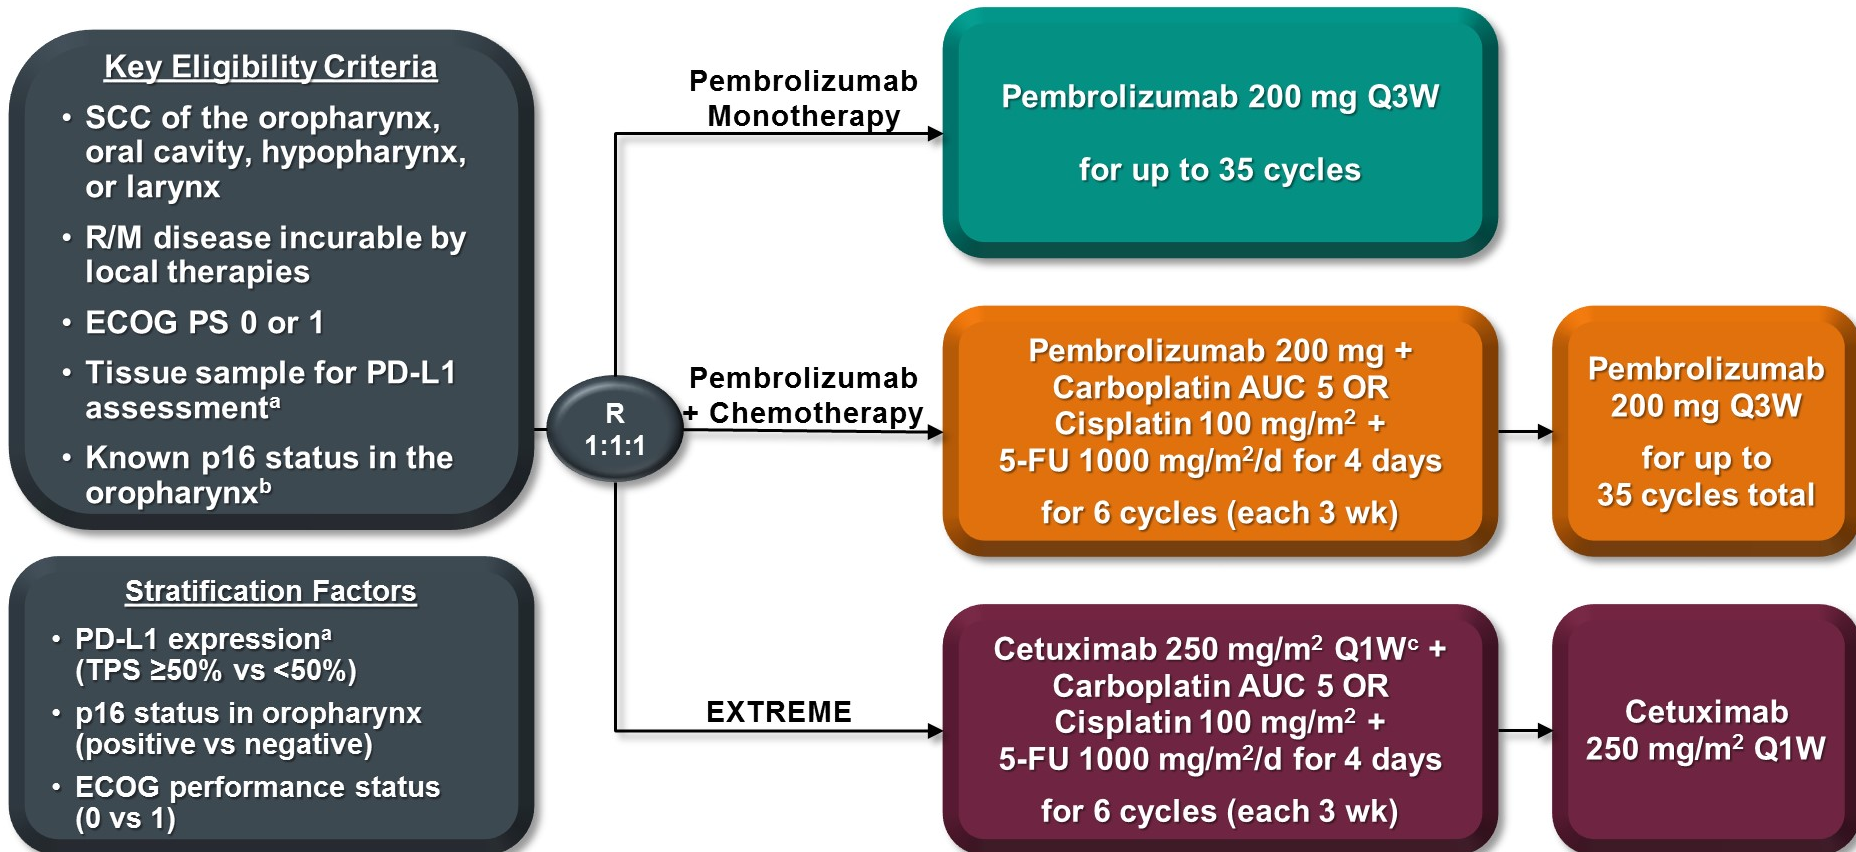 Key Eligibility Criteria
• SCC of the oropharynx,
oral cavity, hypopharynx,
or larynx
• R/M disease incurable by
local therapies
• ECOG PS 0 or 1
• Tissue sample for PD-L1
assessmentᵃ
• Known p16 status in the
oropharynxᵇ
Stratification Factors
• PD-L1 expressionᵃ
(TPS ≥50% vs <50%)
• p16 status in oropharynx
(positive vs negative)
• ECOG performance status
(0 vs 1)
R
1:1:1
Pembrolizumab
Monotherapy
Pembrolizumab 200 mg Q3W
for up to 35 cycles
Pembrolizumab
+ Chemotherapy
Pembrolizumab 200 mg +
Carboplatin AUC 5 OR
Cisplatin 100 mg/m² +
5-FU 1000 mg/m²/d for 4 days
for 6 cycles (each 3 wk)
Pembrolizumab
200 mg Q3W
for up to
35 cycles total
EXTREME
Cetuximab 250 mg/m² Q1Wᶜ +
Carboplatin AUC 5 OR
Cisplatin 100 mg/m² +
5-FU 1000 mg/m²/d for 4 days
for 6 cycles (each 3 wk)
Cetuximab
250 mg/m² Q1W